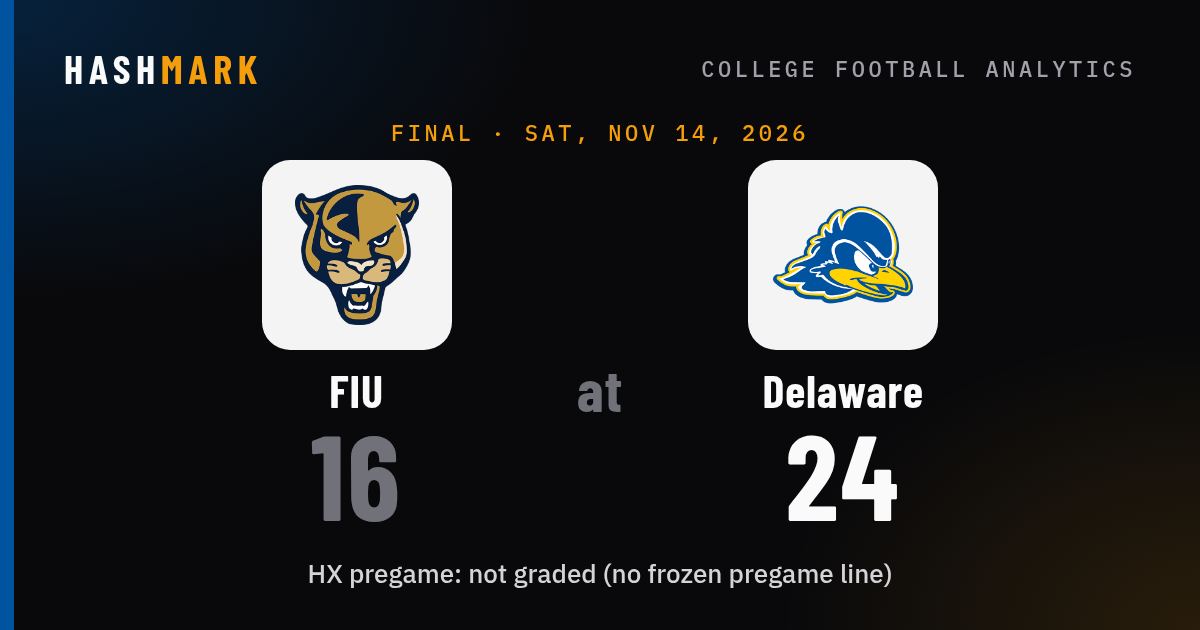 HASHMARK
COLLEGE FOOTBALL ANALYTICS
FINAL · SAT, NOV 14, 2026
FIU at Delaware
16 24
HX pregame: not graded (no frozen pregame line)